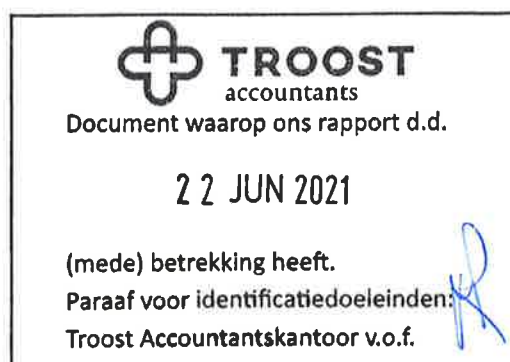 TROOST
accountants
Document waarop ons rapport d.d.
22 JUN 2021
(mede) betrekking heeft.
Paraaf voor identificatiedoeleinden:
Troost Accountantskantoor v.o.f.